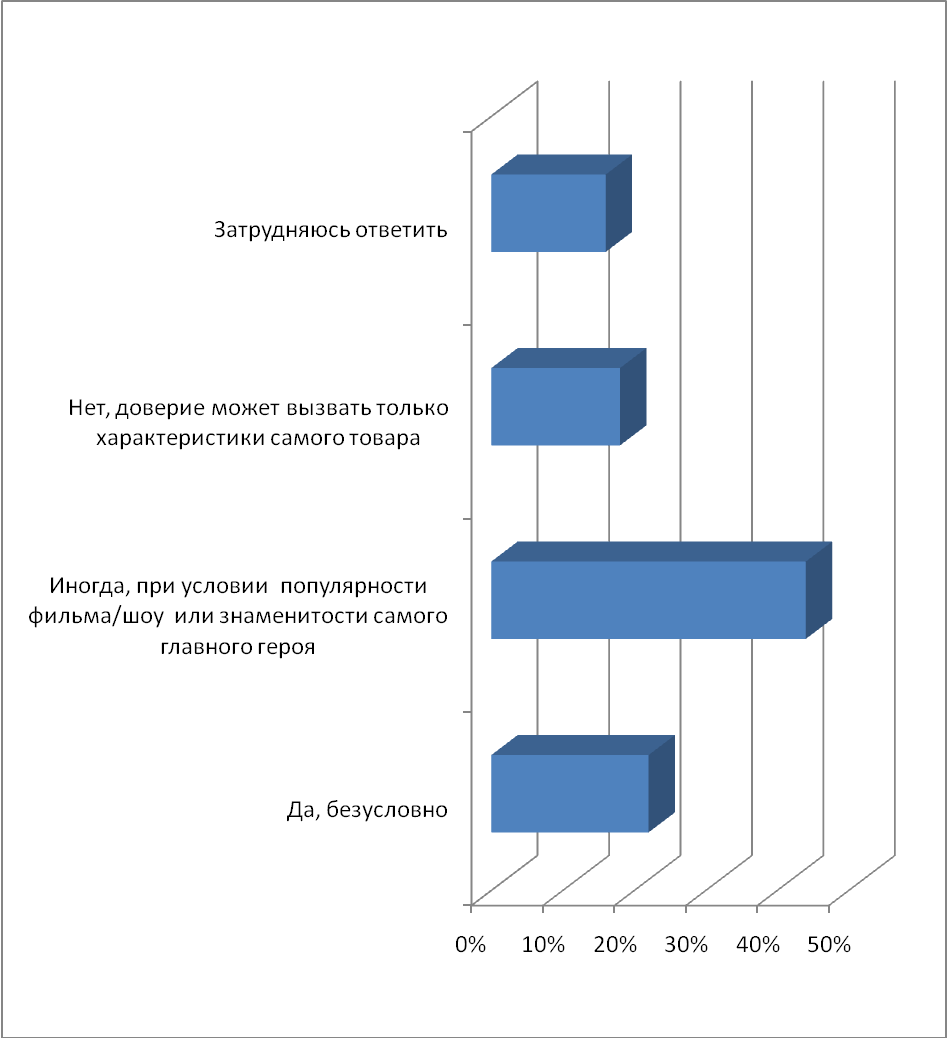 Затрудняюсь ответить
Нет, доверие может вызвать только
характеристики самого товара
Иногда, при условии  популярности
фильма/шоу  или знаменитости самого
главного героя
Да, безусловно
0% 10% 20% 30% 40% 50%